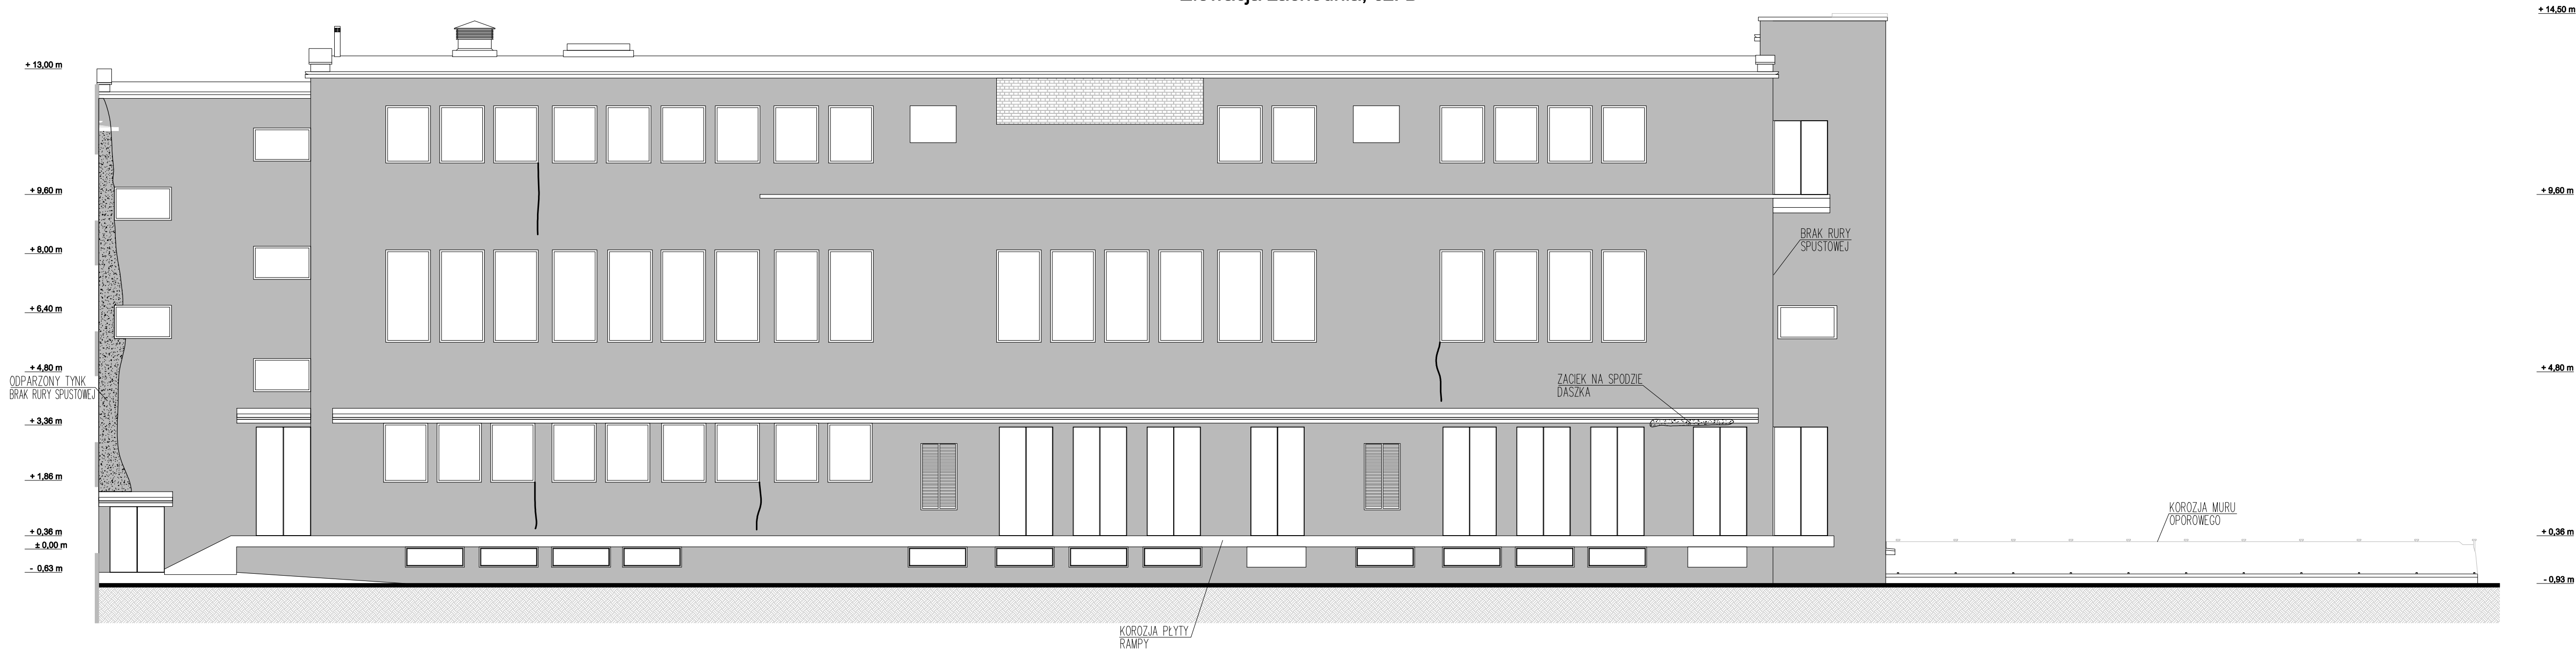 + 14,50 m
+ 13,00 m
+ 9,60 m
+ 9,60 m
BRAK RURY
SPUSTOWEJ
+ 8,00 m
+ 6,40 m
+ 4,80 m
+ 4,80 m
ODPARZONY TYNK
BRAK RURY SPUSTOWEJ
ZACIEK NA SPODZIE
DASZKA
+ 3,36 m
+ 1,86 m
KOROZJA MURU
OPOROWEGO
+ 0,36 m
+ 0,36 m
± 0,00 m
- 0,63 m
- 0,93 m
KOROZJA PŁYTY
RAMPY